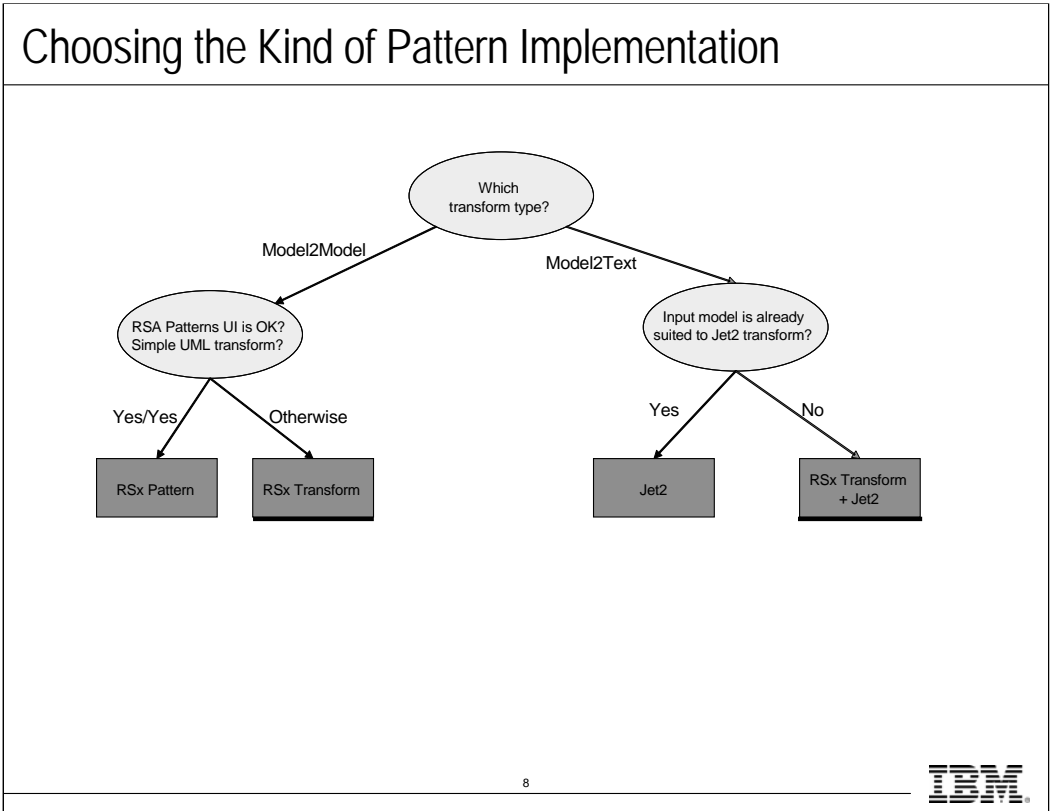 Choosing the Kind of Pattern Implementation
Which
transform type?
Model2Model
Model2Text
RSA Patterns UI is OK?
Simple UML transform?
Input model is already
suited to Jet2 transform?
Yes/Yes
Otherwise
Yes
No
RSx Pattern
RSx Transform
Jet2
RSx Transform
+ Jet2
8
IBM®